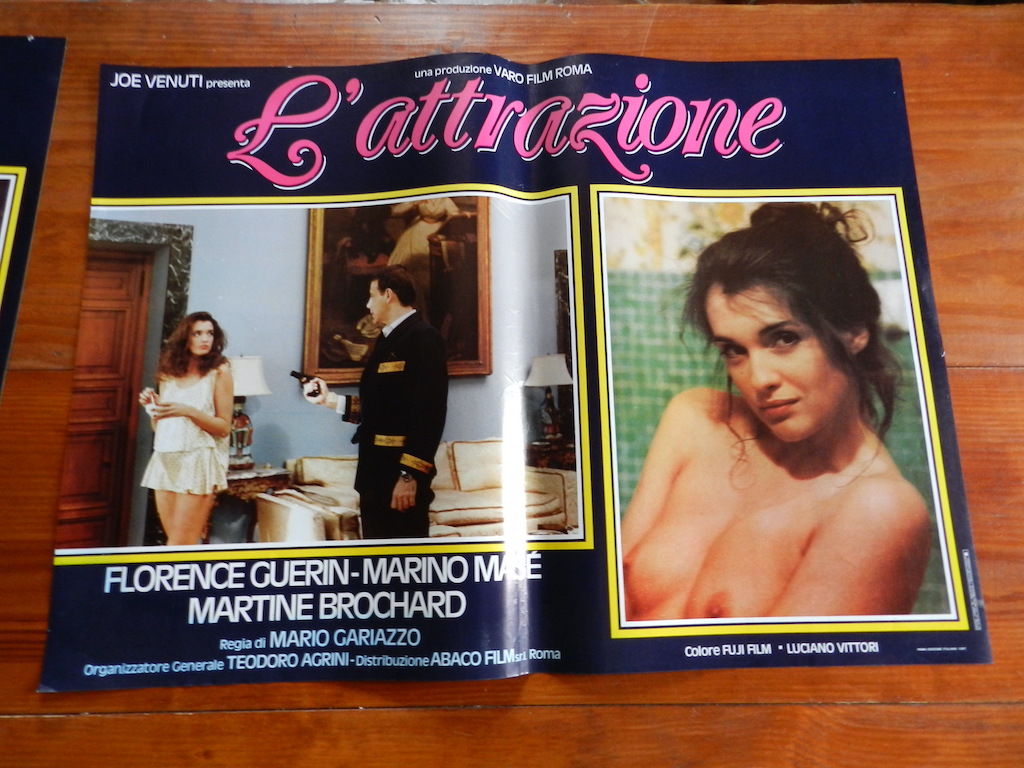 JOE VENUTI presenta
una produzione VARO FILM ROMA
L'attrazione
FLORENCE GUERIN-MARINO MASÉ
MARTINE BROCHARD
Regia di MARIO GARIAZZO
Organizzatore Generale TEODORO AGRINI-Distribuzione ABACO FILM s.r.l. Roma
Colore FUJI FILM • LUCIANO VITTORI